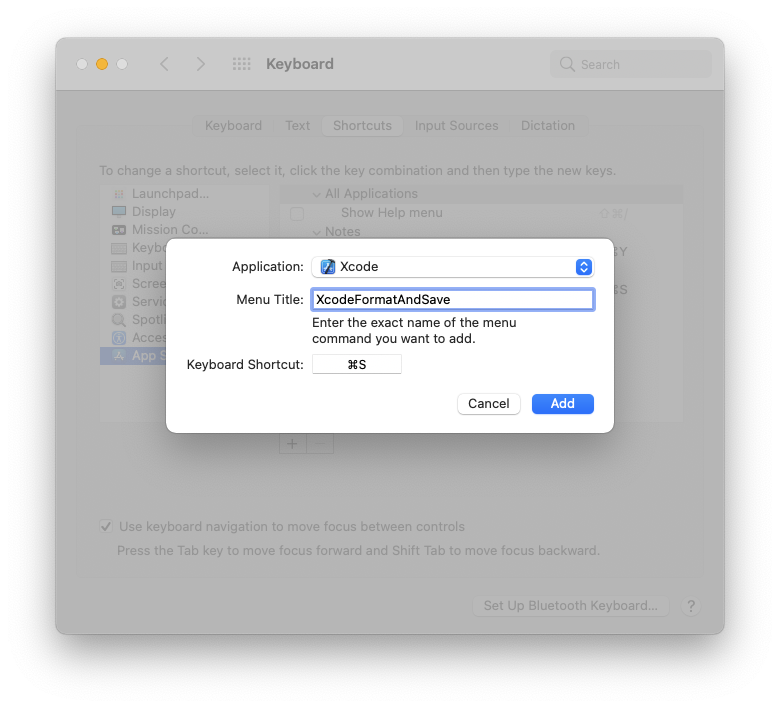 Keyboard
Search
Keyboard Text Shortcuts Input Sources Dictation
To change a shortcut, select it, click the key combination and then type the new keys.
Launchpad...
Display
Mission Co...
Keybo
Input
Scree
Servic
Spotli
Acces
App S
All Applications
Show Help menu ⇧⌘/
Notes
⌘Y
⌘S
Application: Xcode
Menu Title: XcodeFormatAndSave
Enter the exact name of the menu
command you want to add.
Keyboard Shortcut: ⌘S
Cancel Add
+ −
Use keyboard navigation to move focus between controls
Press the Tab key to move focus forward and Shift Tab to move focus backward.
Set Up Bluetooth Keyboard... ?